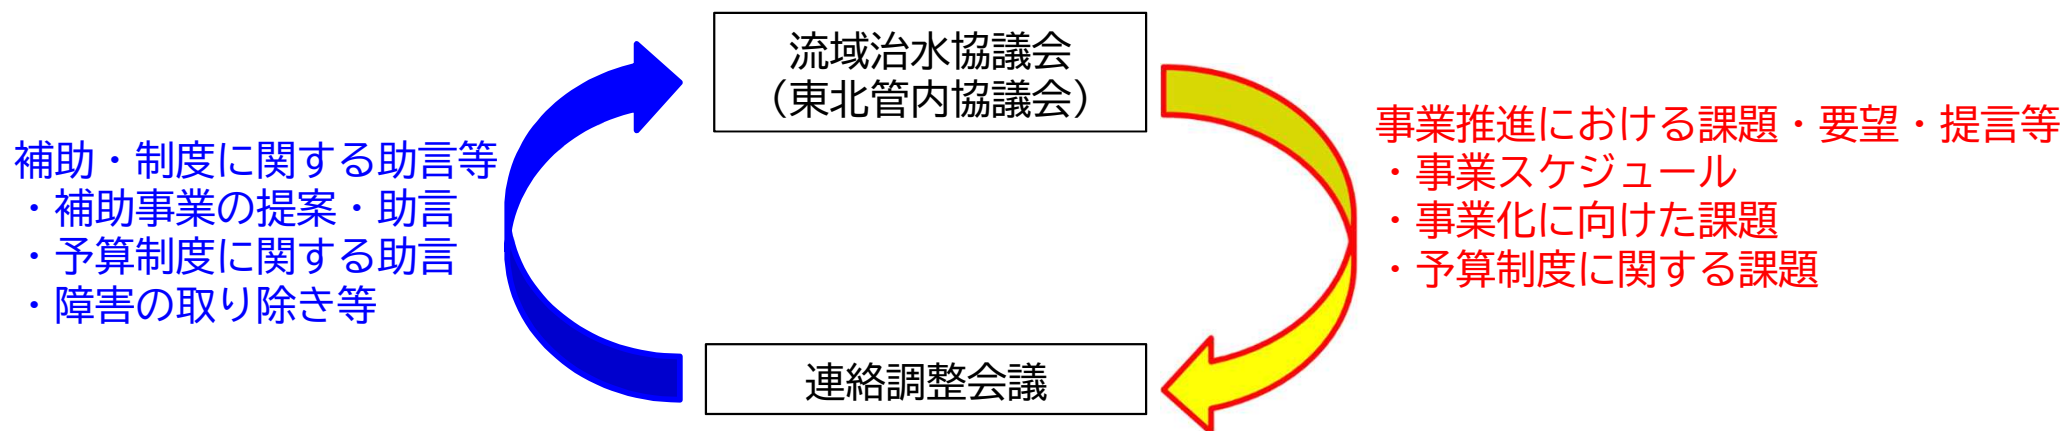 流域治水協議会
（東北管内協議会）
補助・制度に関する助言等
・補助事業の提案・助言
・予算制度に関する助言
・障害の取り除き等
事業推進における課題・要望・提言等
・事業スケジュール
・事業化に向けた課題
・予算制度に関する課題
連絡調整会議